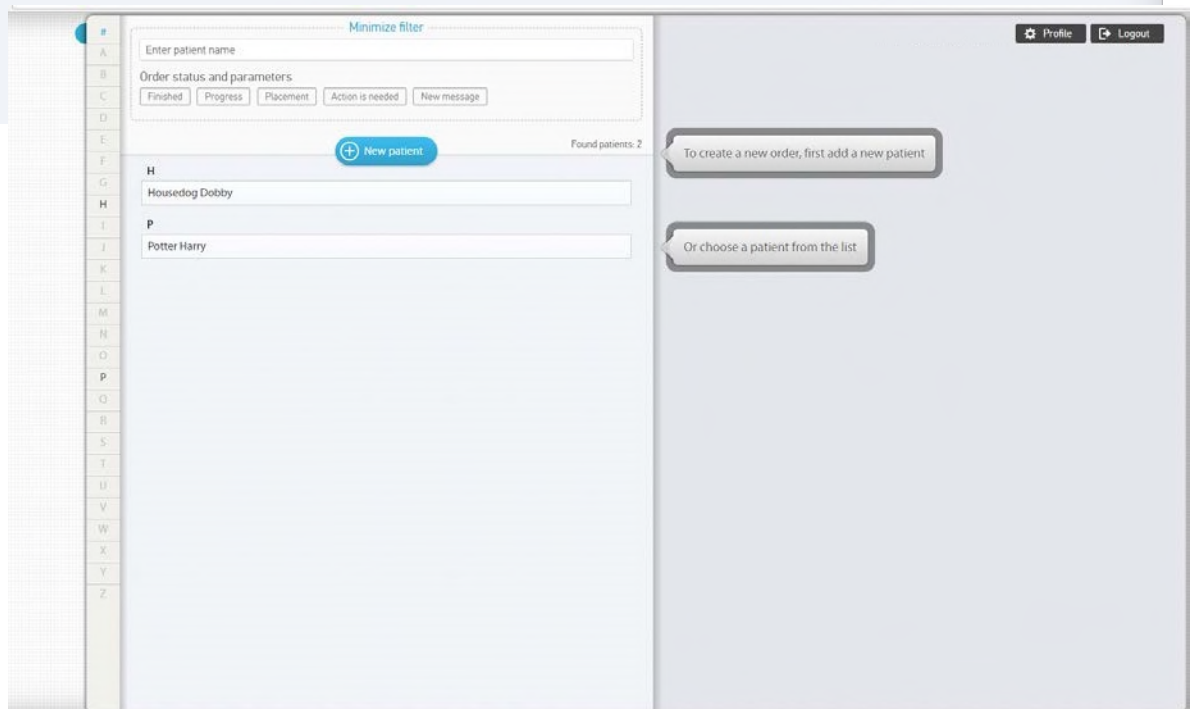 Minimize filter
Profile
Logout
Enter patient name
Order status and parameters
Finished
Progress
Placement
Action is needed
New message
New patient
Found patients: 2
To create a new order, first add a new patient
H
Housedog Dobby
P
Potter Harry
Or choose a patient from the list
#
A
B
C
D
E
F
G
H
I
J
K
L
M
N
O
P
Q
R
S
T
U
V
W
X
Y
Z